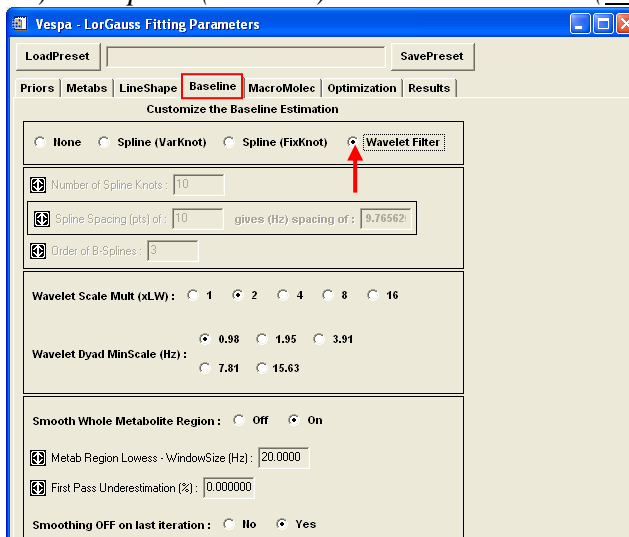 Vespa - LorGauss Fitting Parameters
LoadPreset SavePreset
Priors Metabs LineShape Baseline MacroMolec Optimization Results
Customize the Baseline Estimation
None Spline (VarKnot) Spline (FixKnot) Wavelet Filter
Number of Spline Knots : 10
Spline Spacing (pts) of : 10 gives (Hz) spacing of : 9.76562
Order of B-Splines : 3
Wavelet Scale Mult (xLW) : 1 2 4 8 16
0.98 1.95 3.91
Wavelet Dyad MinScale (Hz) :
7.81 15.63
Smooth Whole Metabolite Region : Off On
Metab Region Lowess - WindowSize (Hz) : 20.0000
First Pass Underestimation (%) : 0.000000
Smoothing OFF on last iteration : No Yes